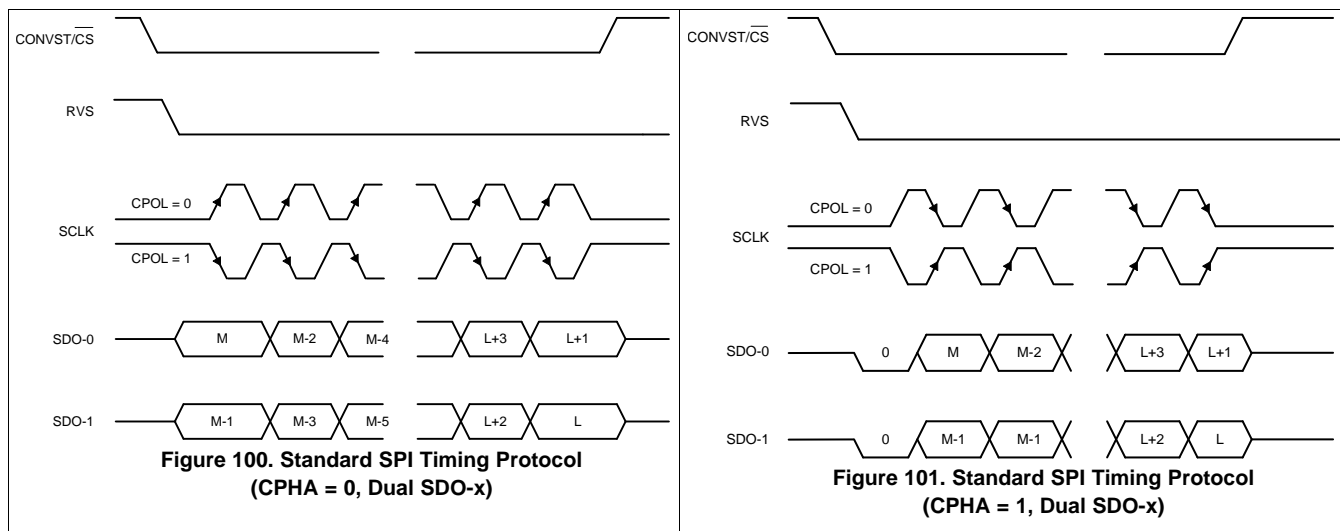 CONVST/CS
RVS
CPOL = 0
SCLK
CPOL = 1
SDO-0 M M-2 M-4 L+3 L+1
SDO-1 M-1 M-3 M-5 L+2 L
Figure 100. Standard SPI Timing Protocol
(CPHA = 0, Dual SDO-x)
CONVST/CS
RVS
CPOL = 0
SCLK
CPOL = 1
SDO-0 0 M M-2 L+3 L+1
SDO-1 0 M-1 M-1 L+2 L
Figure 101. Standard SPI Timing Protocol
(CPHA = 1, Dual SDO-x)